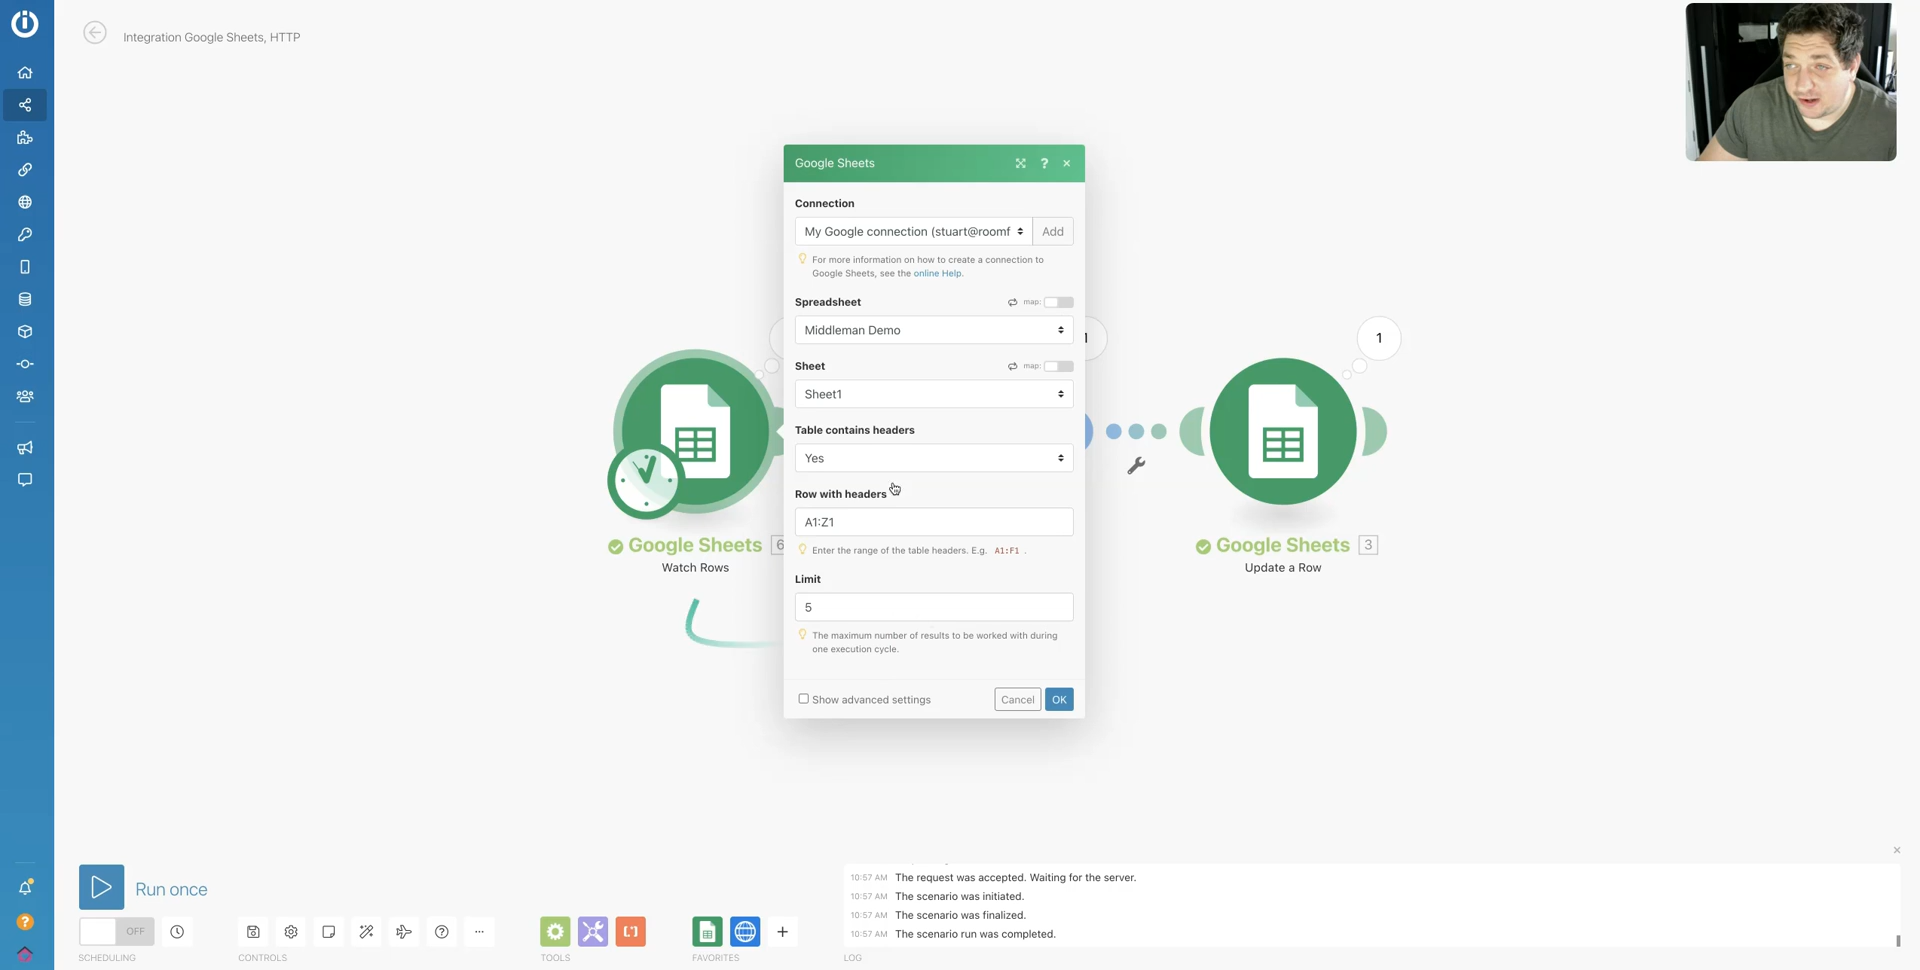 Integration Google Sheets, HTTP
Google Sheets
?
Connection
My Google connection (stuart@roomf
Add
For more information on how to create a connection to
Google Sheets, see the online Help.
Spreadsheet
map:
Middleman Demo
Sheet
map:
Sheet1
Table contains headers
Yes
Row with headers
A1:Z1
Enter the range of the table headers. E.g. A1:F1 .
Limit
5
The maximum number of results to be worked with during
one execution cycle.
Show advanced settings
Cancel
OK
Google Sheets
6
Watch Rows
1
Google Sheets
3
Update a Row
Run once
OFF
SCHEDULING
CONTROLS
TOOLS
FAVORITES
LOG
10:57 AM The request was accepted. Waiting for the server.
10:57 AM The scenario was initiated.
10:57 AM The scenario was finalized.
10:57 AM The scenario run was completed.